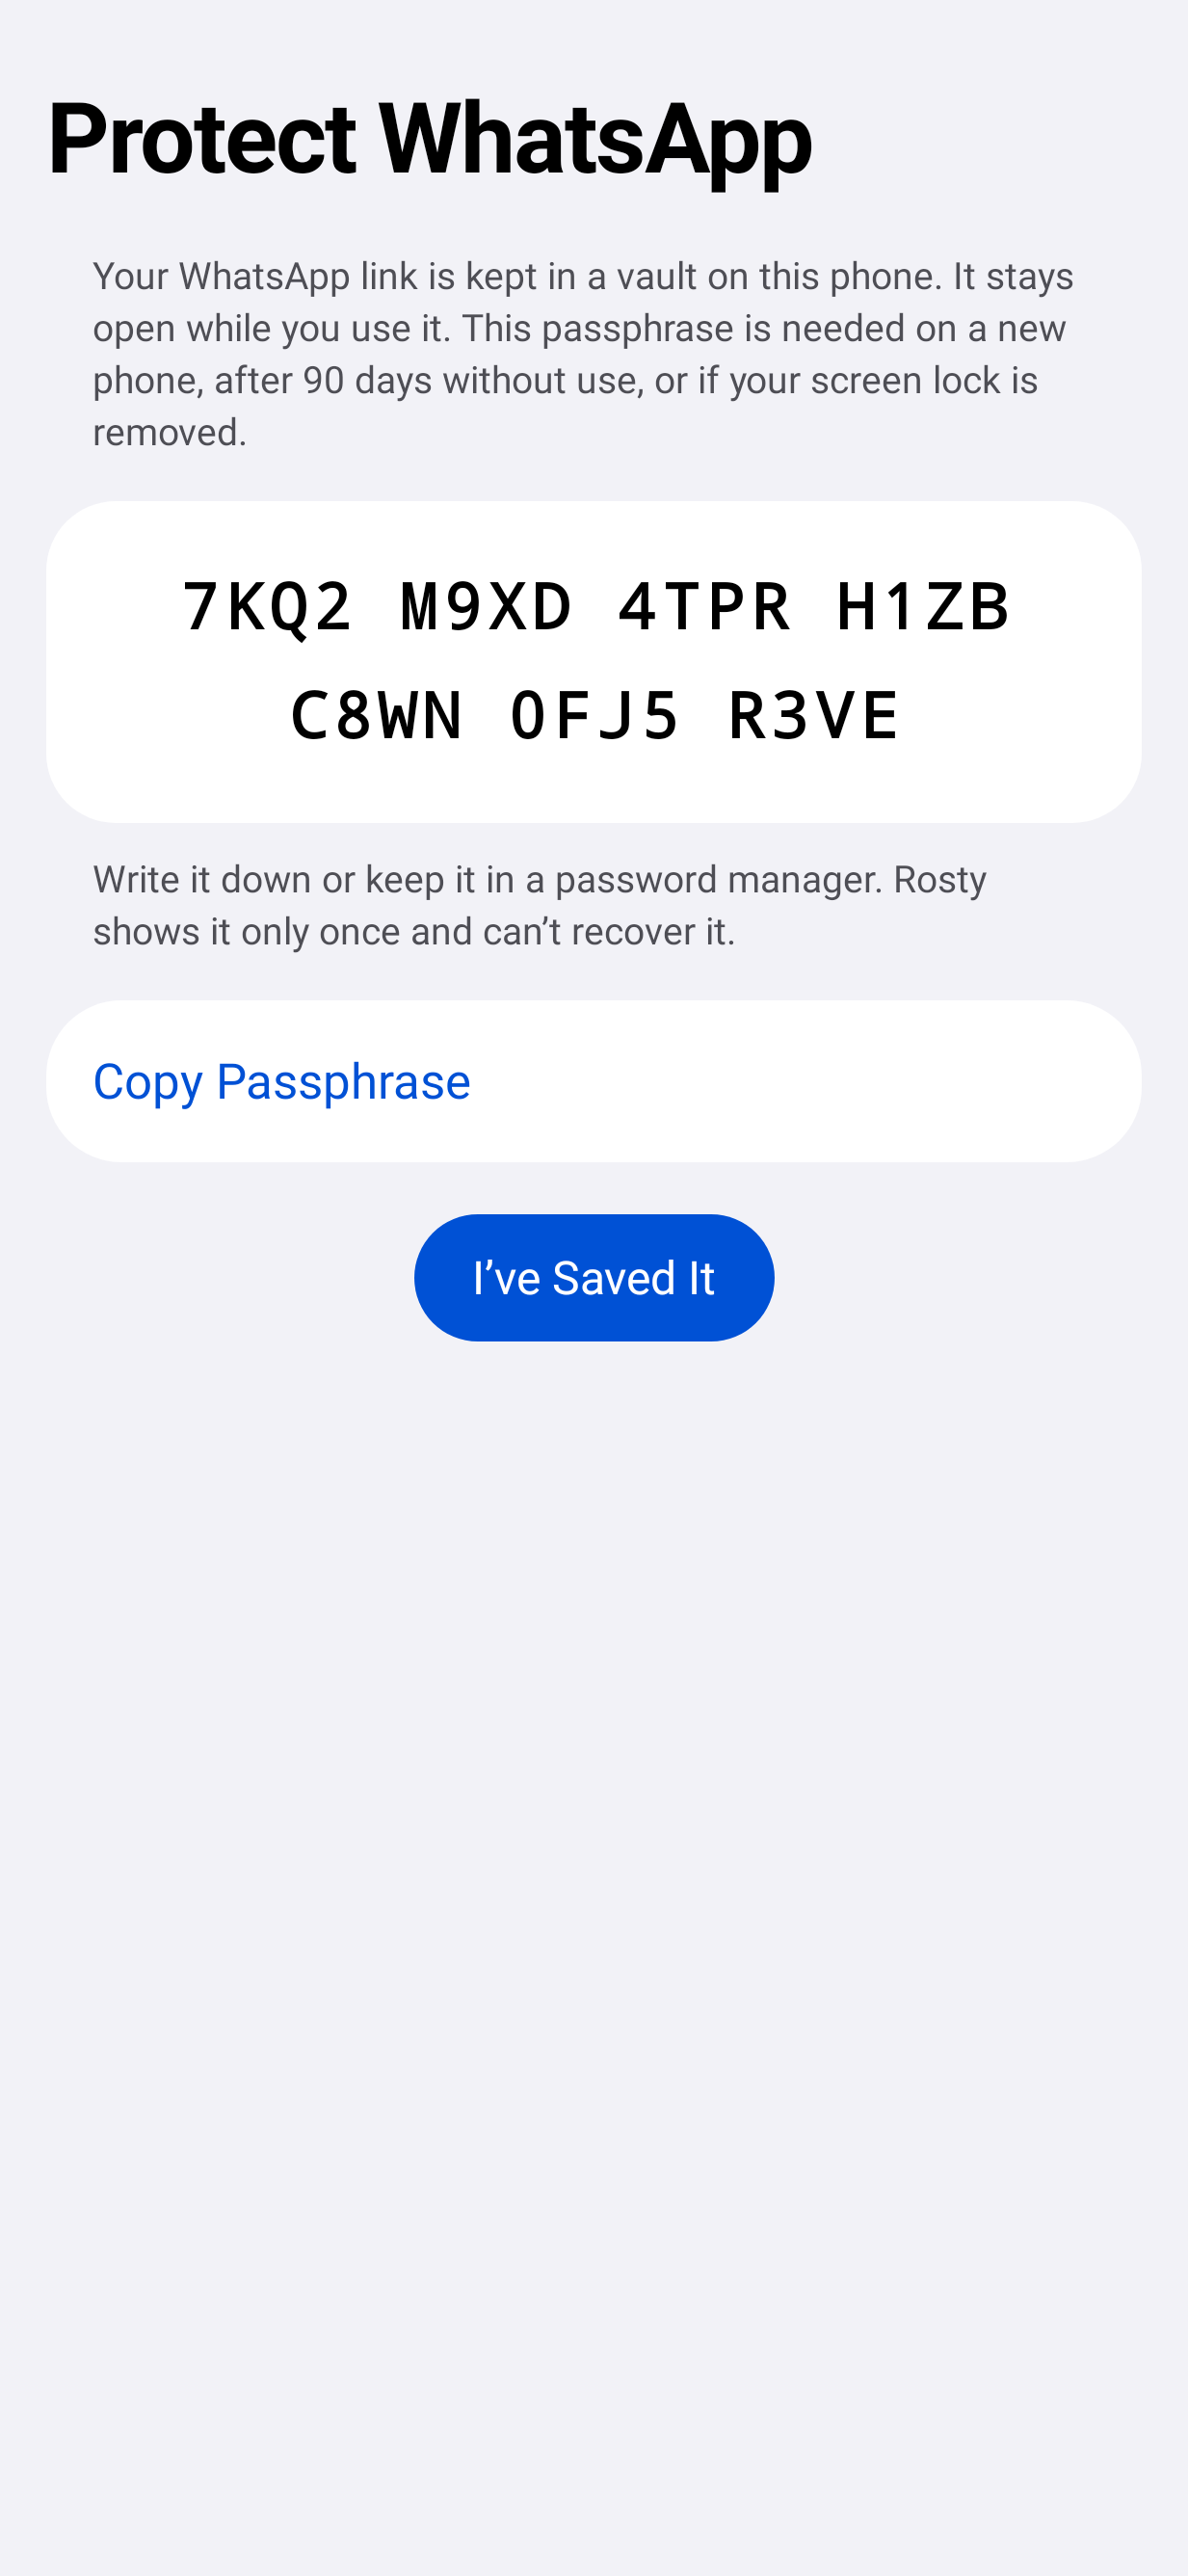 Protect WhatsApp
Your WhatsApp link is kept in a vault on this phone. It stays
open while you use it. This passphrase is needed on a new
phone, after 90 days without use, or if your screen lock is
removed.
7KQ2 M9XD 4TPR H1ZB
C8WN 0FJ5 R3VE
Write it down or keep it in a password manager. Rosty
shows it only once and can’t recover it.
Copy Passphrase
I’ve Saved It